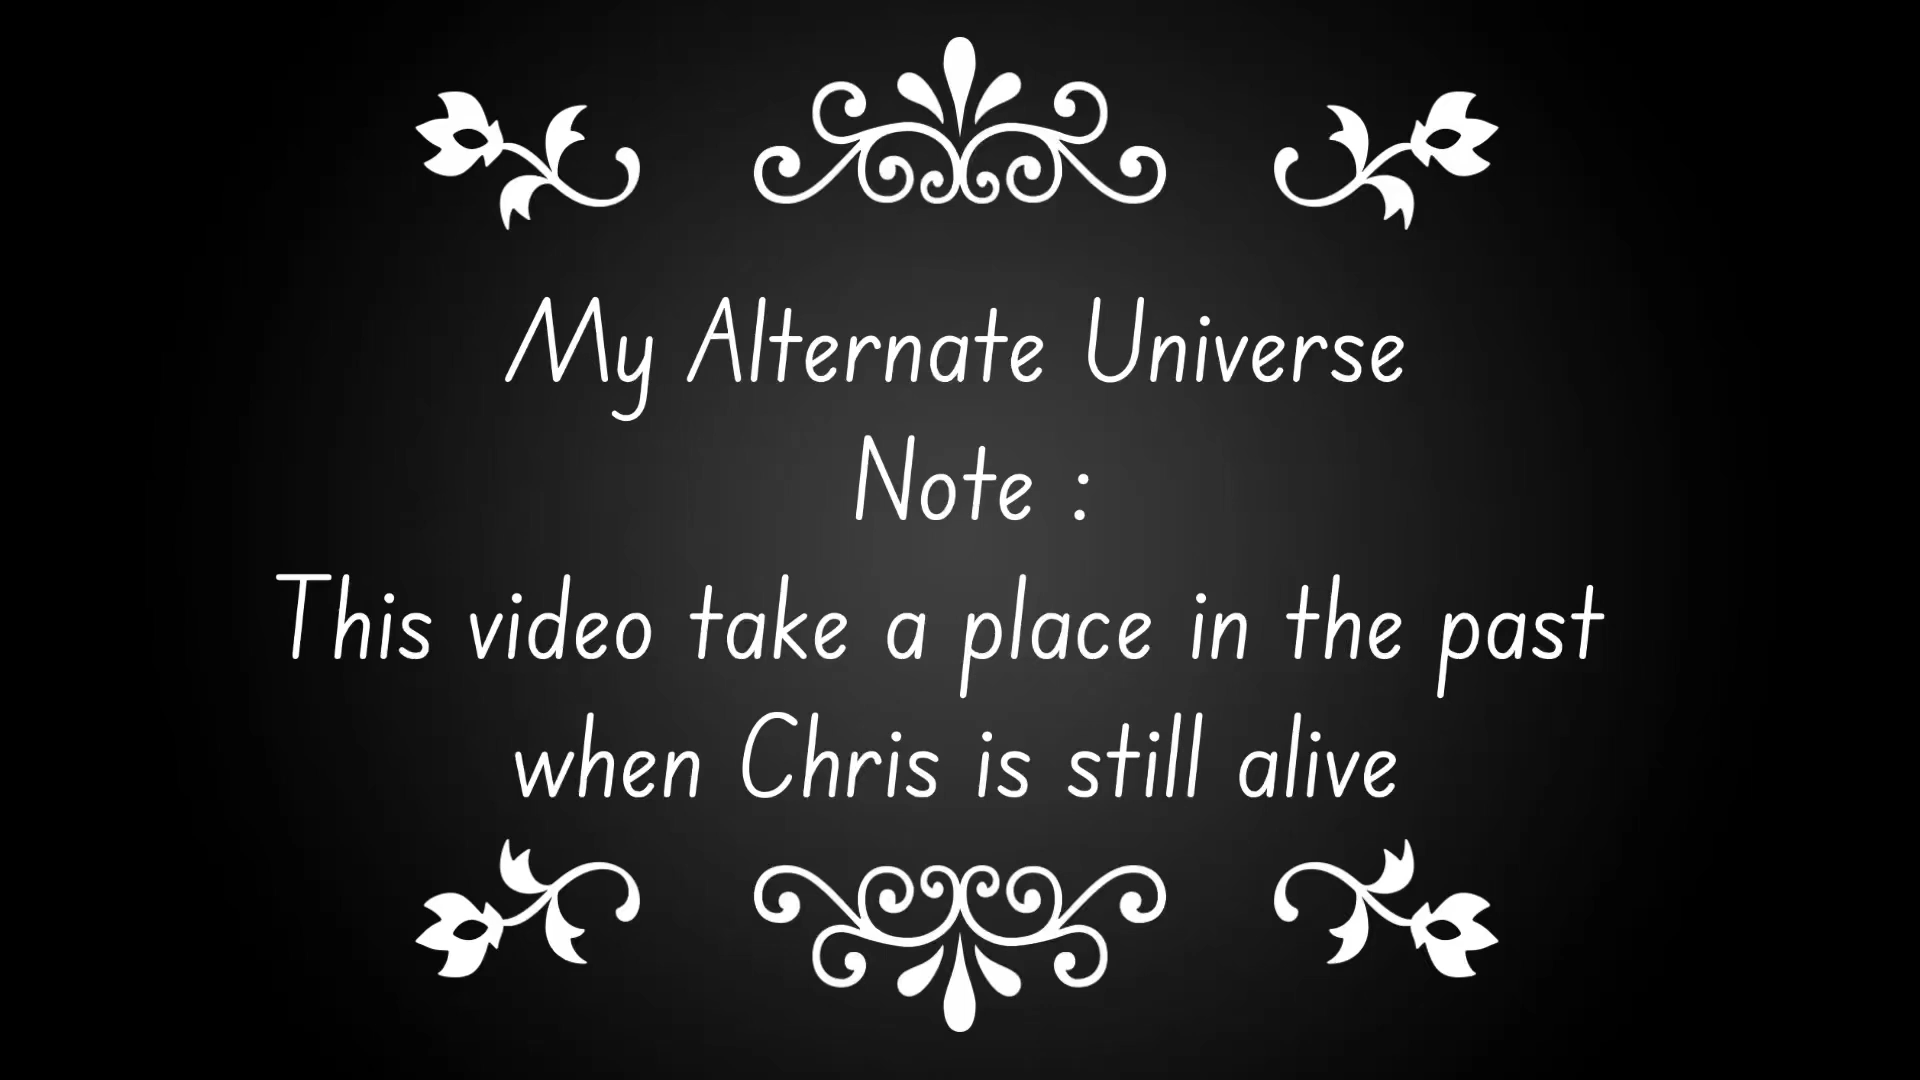 My Alternate Universe
Note :
This video take a place in the past
when Chris is still alive